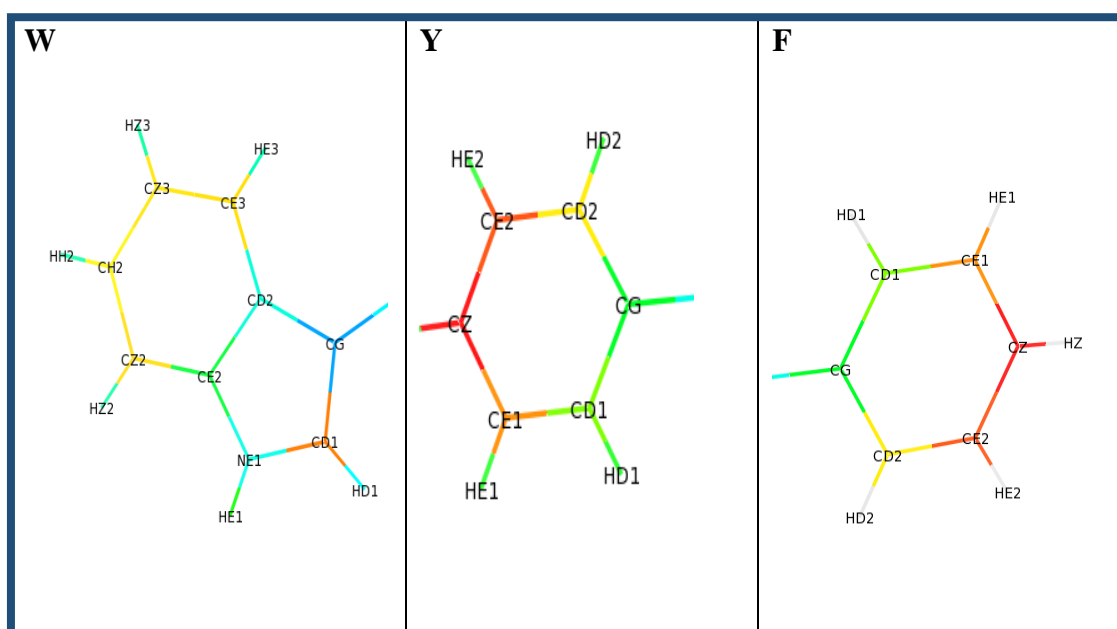 W
HZ3
HE3
CZ3
CE3
HH2
CH2
CD2
CG
CZ2
CE2
HZ2
NE1
CD1
HD1
HE1
Y
HD2
HE2
CD2
CE2
CG
CZ
CD1
CE1
HD1
HE1
F
HE1
HD1
CE1
CD1
HZ
CZ
CG
CE2
CD2
HE2
HD2